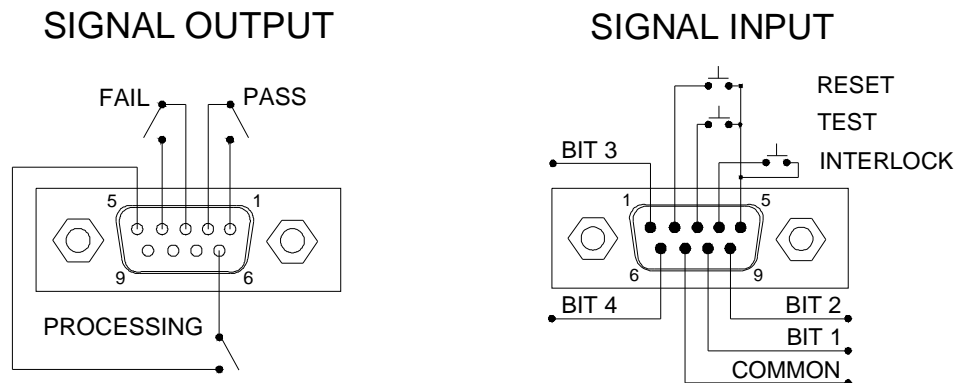 SIGNAL OUTPUT
FAIL
PASS
5
1
9
6
PROCESSING
SIGNAL INPUT
RESET
TEST
INTERLOCK
BIT 3
1
5
6
9
BIT 4
BIT 2
BIT 1
COMMON